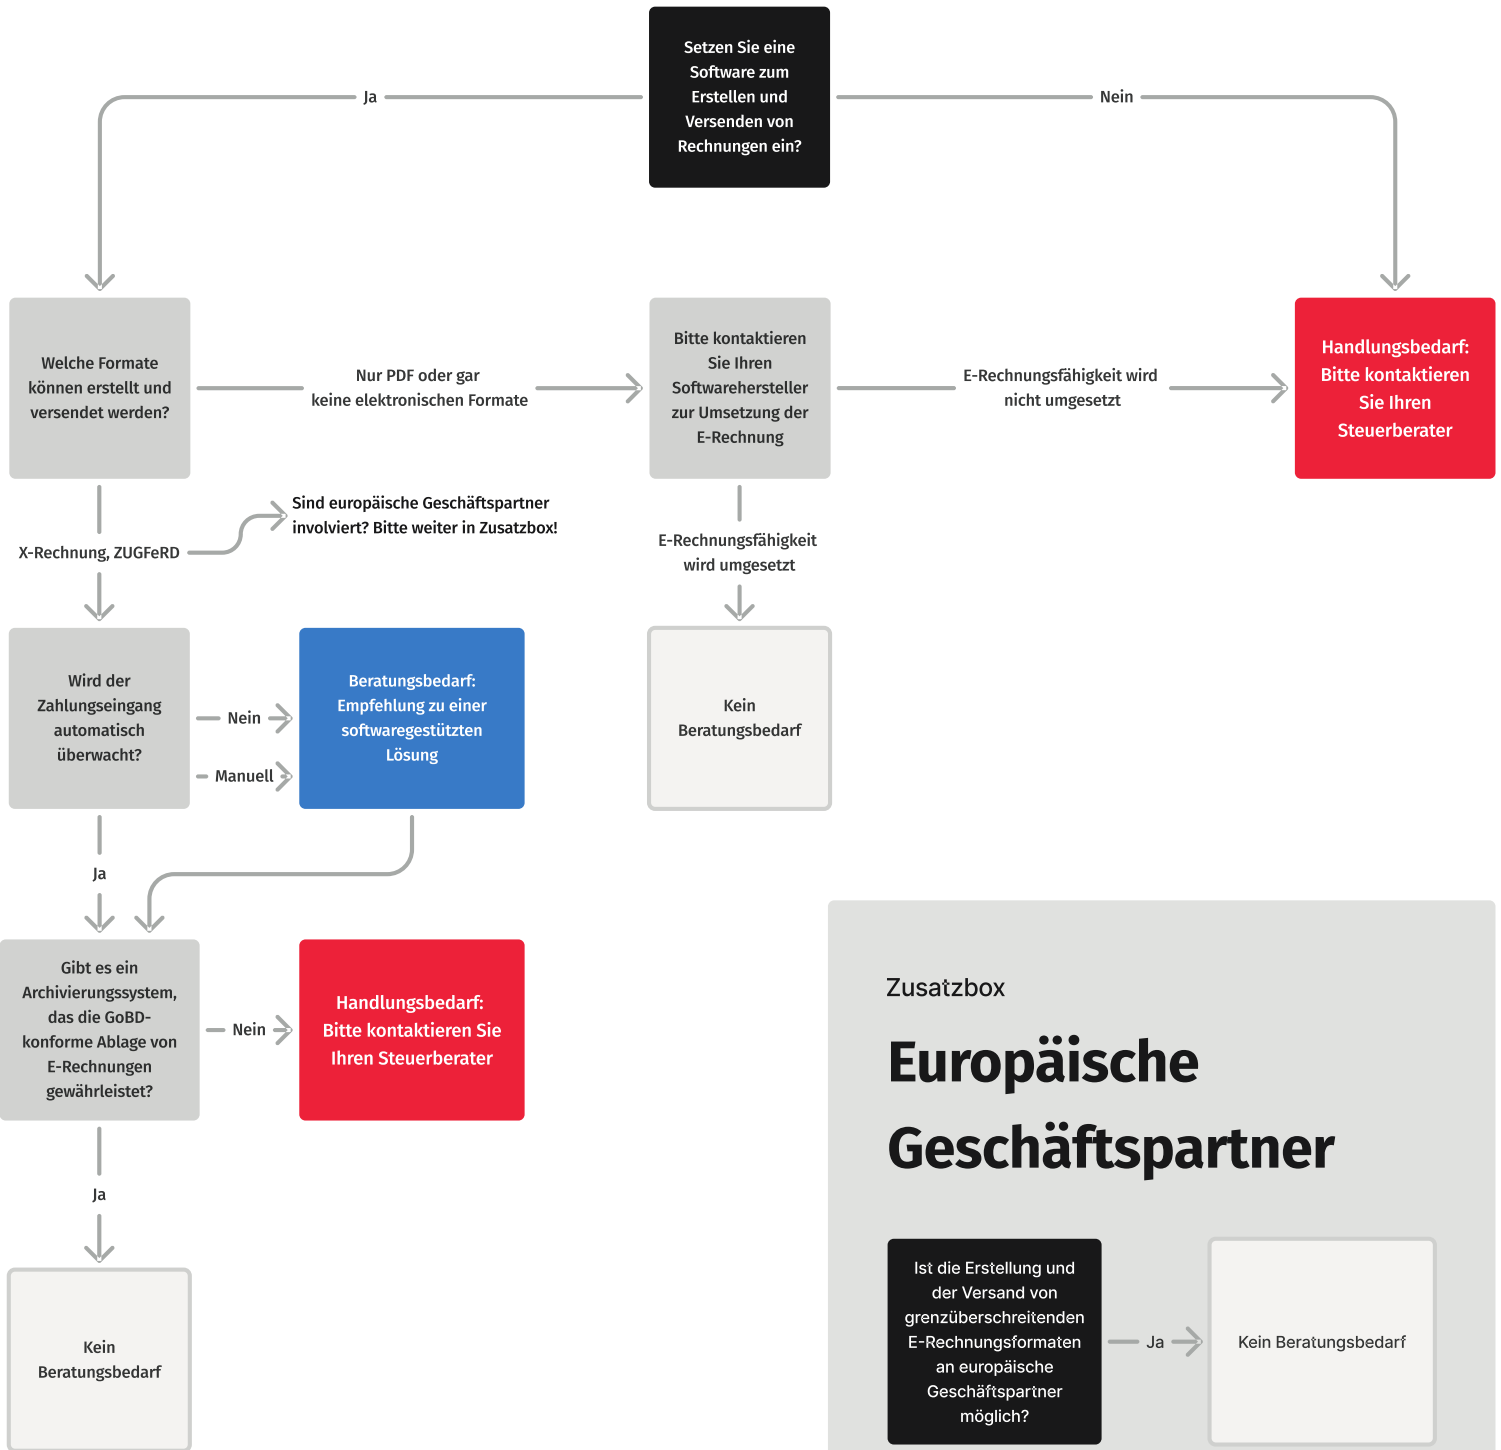 Setzen Sie eine
Software zum
Erstellen und
Versenden von
Rechnungen ein?
Ja
Nein
Welche Formate
können erstellt und
versendet werden?
Nur PDF oder gar
keine elektronischen Formate
Bitte kontaktieren
Sie Ihren
Softwarehersteller
zur Umsetzung der
E-Rechnung
E-Rechnungsfähigkeit wird
nicht umgesetzt
Handlungsbedarf:
Bitte kontaktieren
Sie Ihren
Steuerberater
X-Rechnung, ZUGFeRD
Sind europäische Geschäftspartner
involviert? Bitte weiter in Zusatzbox!
E-Rechnungsfähigkeit
wird umgesetzt
Wird der
Zahlungseingang
automatisch
überwacht?
Nein
Manuell
Beratungsbedarf:
Empfehlung zu einer
softwaregestützten
Lösung
Kein
Beratungsbedarf
Ja
Gibt es ein
Archivierungssystem,
das die GoBD-
konforme Ablage von
E-Rechnungen
gewährleistet?
Nein
Handlungsbedarf:
Bitte kontaktieren Sie
Ihren Steuerberater
Ja
Kein
Beratungsbedarf
Zusatzbox
Europäische
Geschäftspartner
Ist die Erstellung und
der Versand von
grenzüberschreitenden
E-Rechnungsformaten
an europäische
Geschäftspartner
möglich?
Ja
Kein Beratungsbedarf